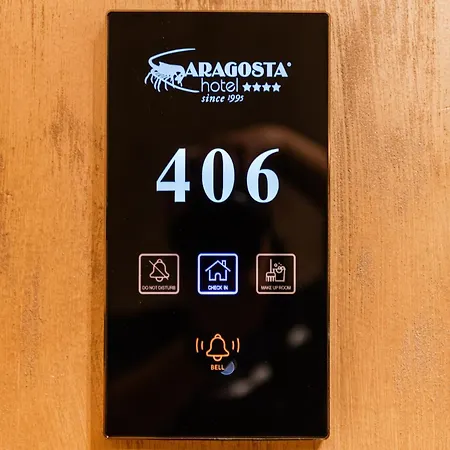 ARAGOSTA®
hotel ★★★★
since 1995
406
DO NOT DISTURB
CHECK IN
MAKE UP ROOM
BELL